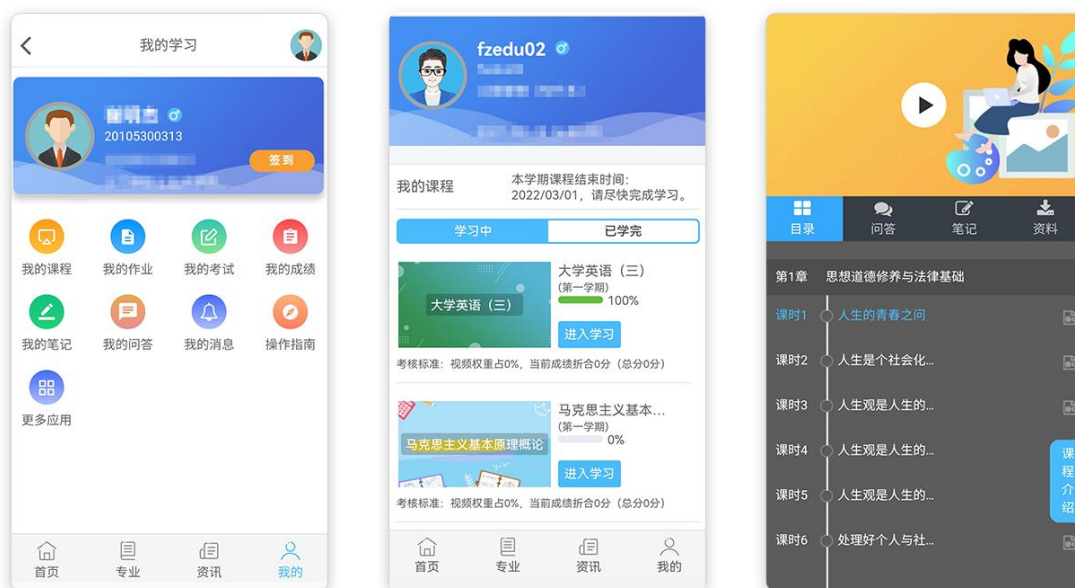 我的学习
20105300313
签到
我的课程
我的作业
我的考试
我的成绩
我的笔记
我的问答
我的消息
操作指南
更多应用
首页
专业
资讯
我的
fzedu02
我的课程
本学期课程结束时间:
2022/03/01，请尽快完成学习。
学习中
已学完
大学英语（三）
大学英语（三）
(第一学期)
100%
进入学习
考核标准：视频权重占0%，当前成绩折合0分（总分0分）
马克思主义基本原理概论
马克思主义基本...
(第一学期)
0%
进入学习
考核标准：视频权重占0%，当前成绩折合0分（总分0分）
首页
专业
资讯
我的
目录
问答
笔记
资料
第1章 思想道德修养与法律基础
课时1 人生的青春之问
课时2 人生是个社会化...
课时3 人生观是人生的...
课时4 人生观是人生的...
课时5 人生观是人生的...
课时6 处理好个人与社...
课程介绍